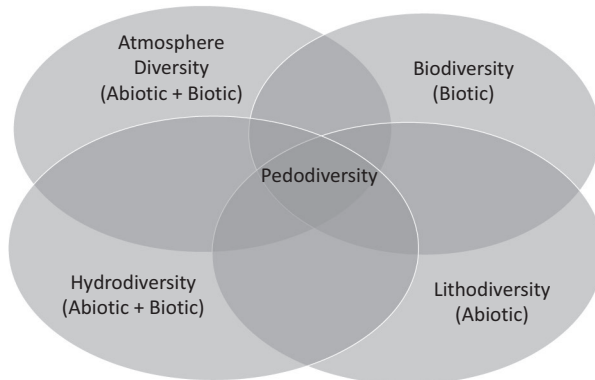 Atmosphere
Diversity
(Abiotic + Biotic)
Biodiversity
(Biotic)
Pedodiversity
Hydrodiversity
(Abiotic + Biotic)
Lithodiversity
(Abiotic)